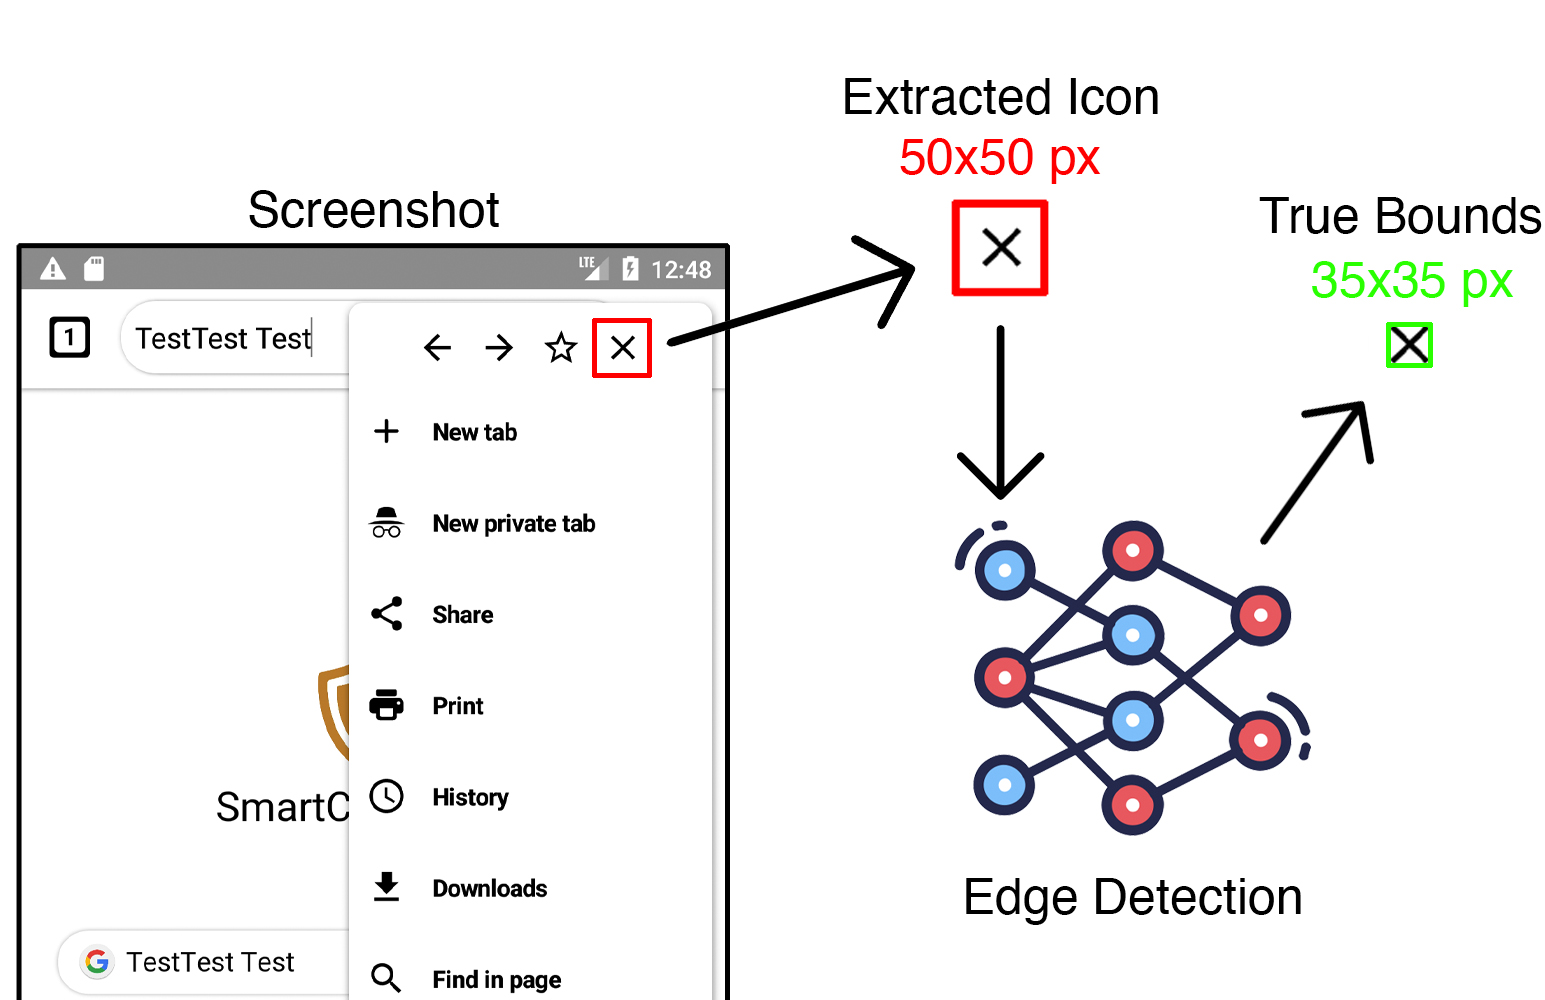 Extracted Icon
50x50 px
Screenshot
True Bounds
35x35 px
LTE
12:48
1
TestTest Test
New tab
New private tab
Share
Print
History
SmartC
Downloads
Edge Detection
G TestTest Test
Find in page